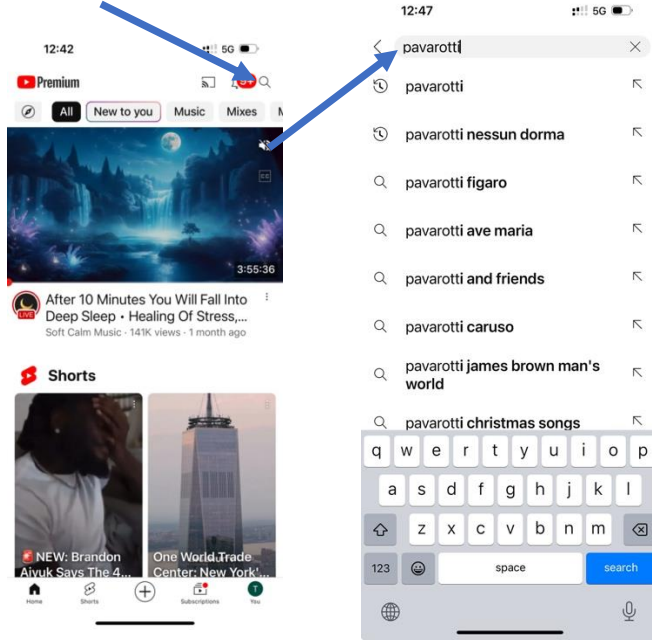 12:42
5G
Premium
9+
All
New to you
Music
Mixes
CC
3:55:36
LIVE
After 10 Minutes You Will Fall Into
Deep Sleep • Healing Of Stress,...
Soft Calm Music · 141K views · 1 month ago
Shorts
NEW: Brandon
Aiyuk Says The 4...
One World Trade
Center: New York'...
Home
Shorts
Subscriptions
T
You
12:47
5G
pavarotti
pavarotti
pavarotti nessun dorma
pavarotti figaro
pavarotti ave maria
pavarotti and friends
pavarotti caruso
pavarotti james brown man's
world
pavarotti christmas songs
q w e r t y u i o p
a s d f g h j k l
z x c v b n m
123
space
search